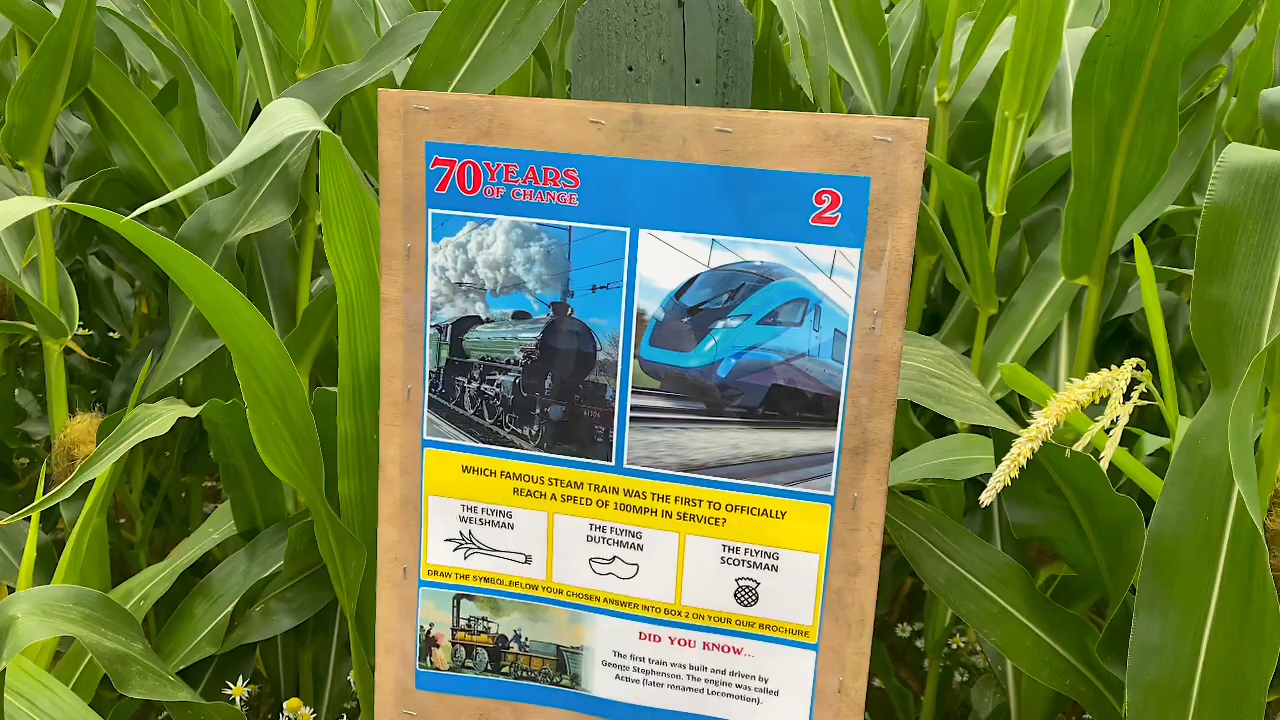 70 YEARS
OF CHANGE
2
61306
WHICH FAMOUS STEAM TRAIN WAS THE FIRST TO OFFICIALLY
REACH A SPEED OF 100MPH IN SERVICE?
THE FLYING
WELSHMAN
THE FLYING
DUTCHMAN
THE FLYING
SCOTSMAN
DRAW THE SYMBOL BELOW YOUR CHOSEN ANSWER INTO BOX 2 ON YOUR QUIZ BROCHURE
DID YOU KNOW...
The first train was built and driven by
George Stephenson. The engine was called
Active (later renamed Locomotion).